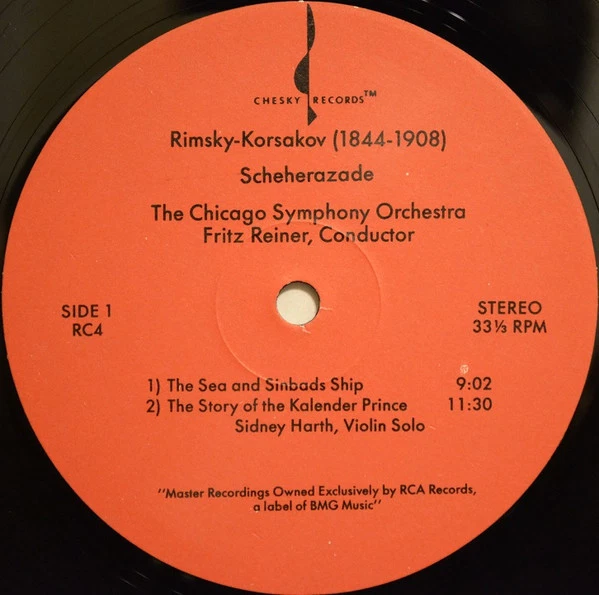 CHESKY RECORDS™
Rimsky-Korsakov (1844-1908)
Scheherazade
The Chicago Symphony Orchestra
Fritz Reiner, Conductor
SIDE 1
RC4
STEREO
33⅓ RPM
1) The Sea and Sinbads Ship 9:02
2) The Story of the Kalender Prince 11:30
Sidney Harth, Violin Solo
''Master Recordings Owned Exclusively by RCA Records,
a label of BMG Music''